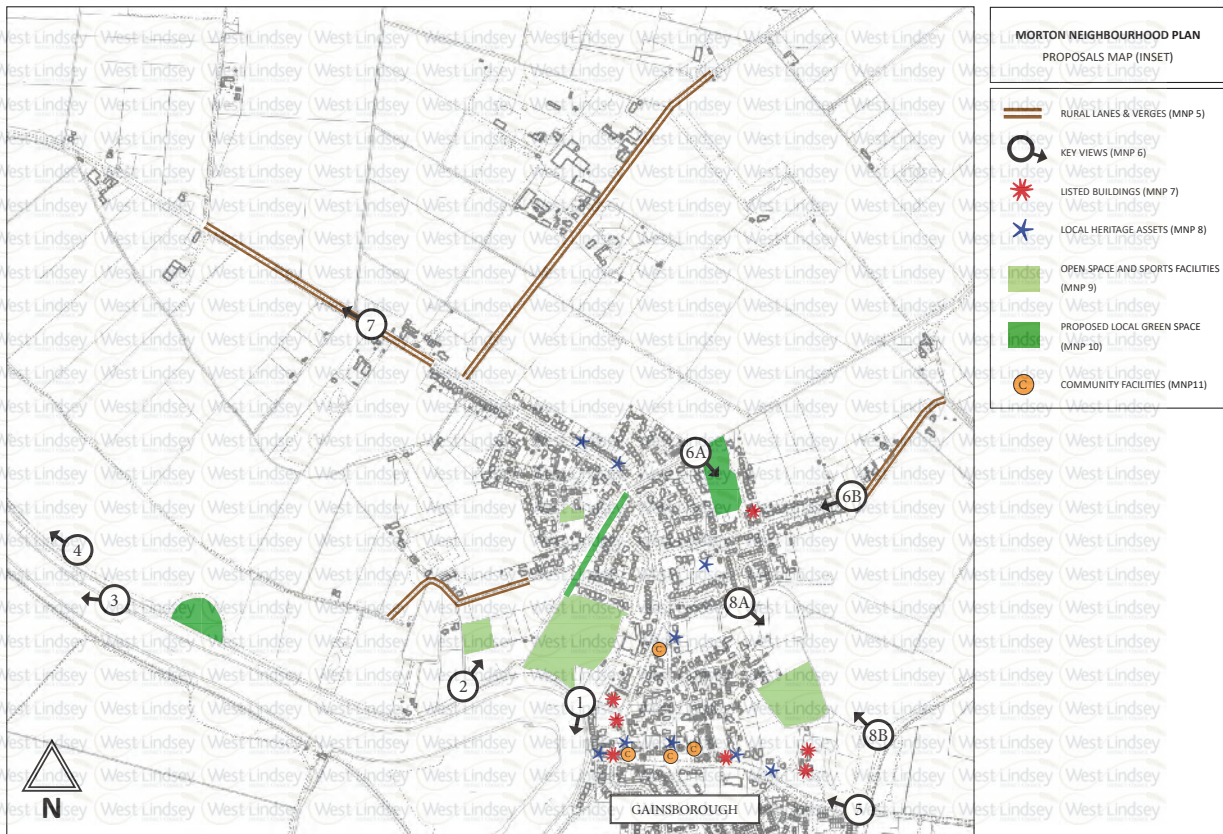 MORTON NEIGHBOURHOOD PLAN
PROPOSALS MAP (INSET)
RURAL LANES & VERGES (MNP 5)
KEY VIEWS (MNP 6)
LISTED BUILDINGS (MNP 7)
LOCAL HERITAGE ASSETS (MNP 8)
OPEN SPACE AND SPORTS FACILITIES
(MNP 9)
PROPOSED LOCAL GREEN SPACE
(MNP 10)
C
COMMUNITY FACILITIES (MNP11)
7
6A
6B
4
3
8A
C
2
1
8B
C
C
C
5
GAINSBOROUGH
N
West Lindsey